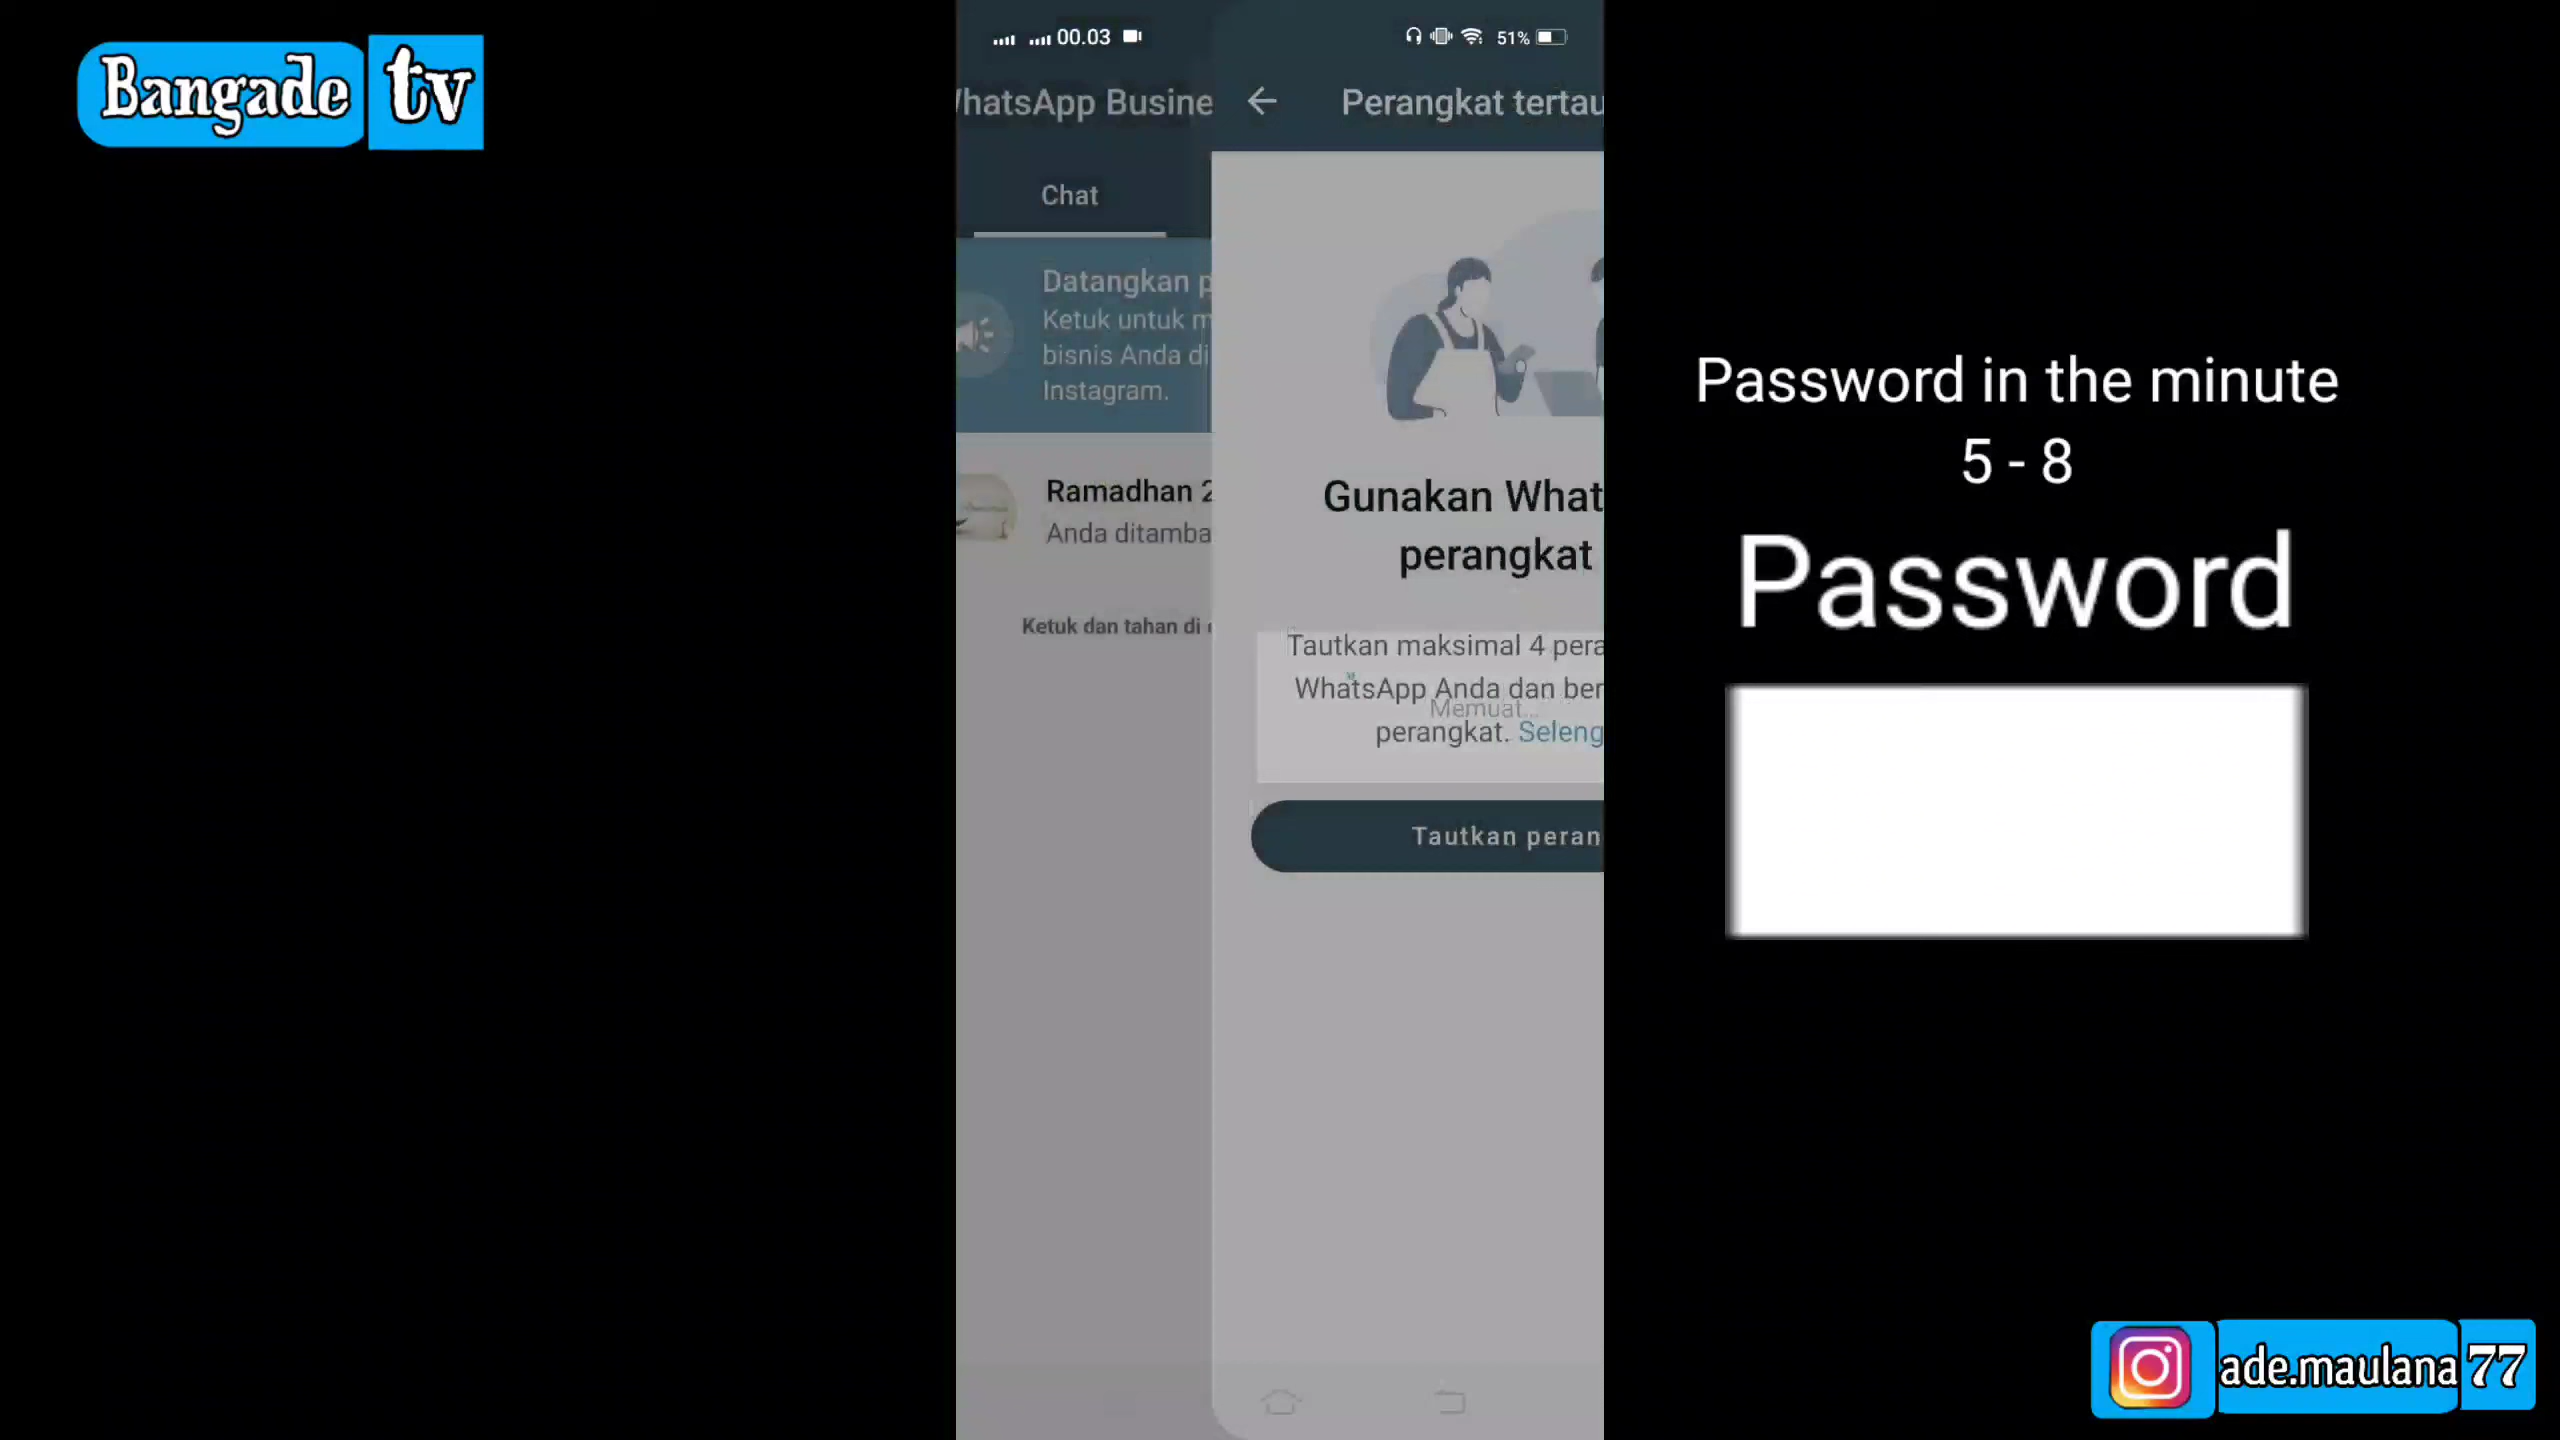 Bangade tv
00.03
51%
hatsApp Busine
Perangkat tertau
Chat
Datangkan p
Ketuk untuk m
bisnis Anda di
Instagram.
Ramadhan 2
Anda ditamba
Ketuk dan tahan di
Gunakan What
perangkat
Tautkan maksimal 4 pera
WhatsApp Anda dan ber
Memuat...
perangkat. Seleng
Tautkan peran
Password in the minute
5 - 8
Password
ade.maulana 77